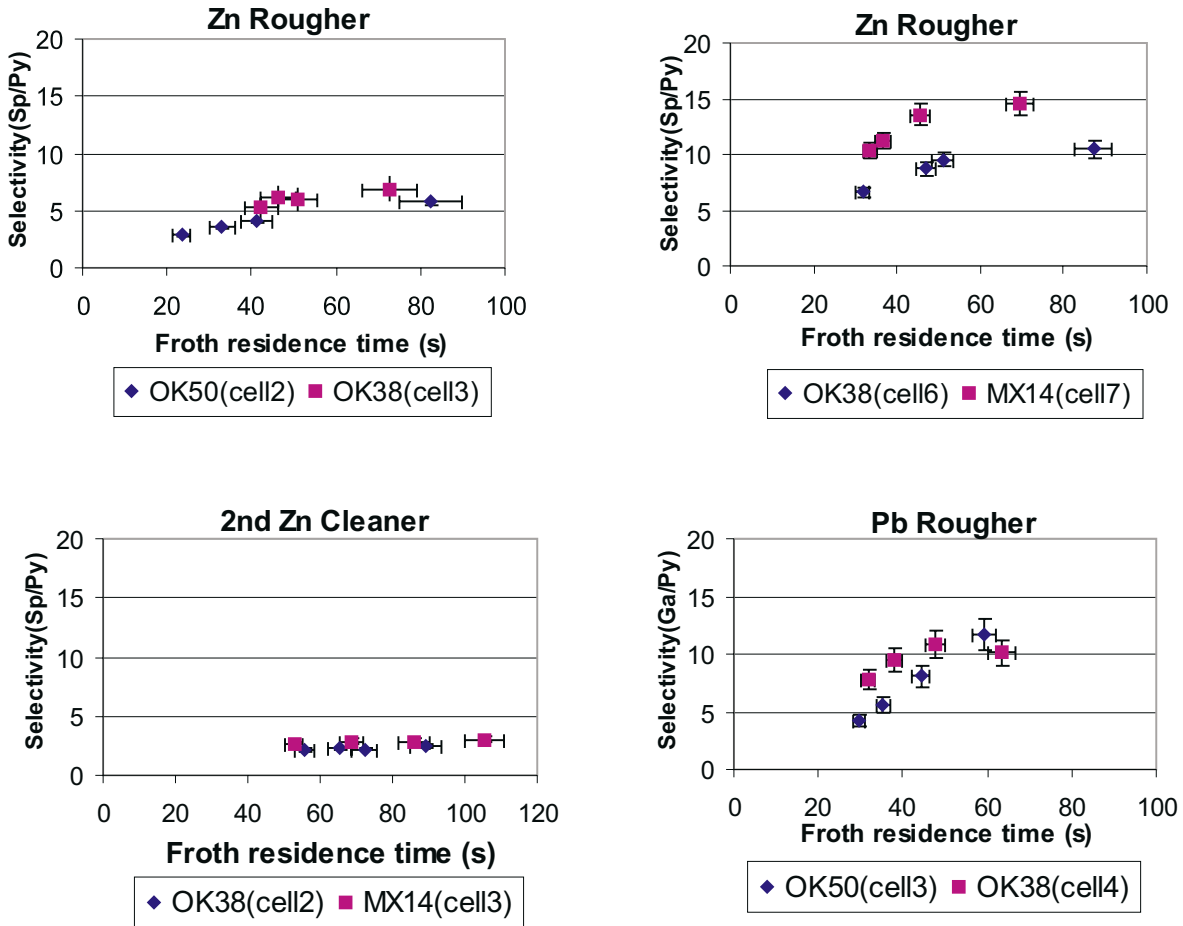 Zn Rougher
20
15
10
5
0
Selectivity(Sp/Py)
0 20 40 60 80 100
Froth residence time (s)
OK50(cell2) OK38(cell3)
Zn Rougher
20
15
10
5
0
Selectivity(Sp/Py)
0 20 40 60 80 100
Froth residence time (s)
OK38(cell6) MX14(cell7)
2nd Zn Cleaner
20
15
10
5
0
Selectivity(Sp/Py)
0 20 40 60 80 100 120
Froth residence time (s)
OK38(cell2) MX14(cell3)
Pb Rougher
20
15
10
5
0
Selectivity(Ga/Py)
0 20 40 60 80 100
Froth residence time (s)
OK50(cell3) OK38(cell4)